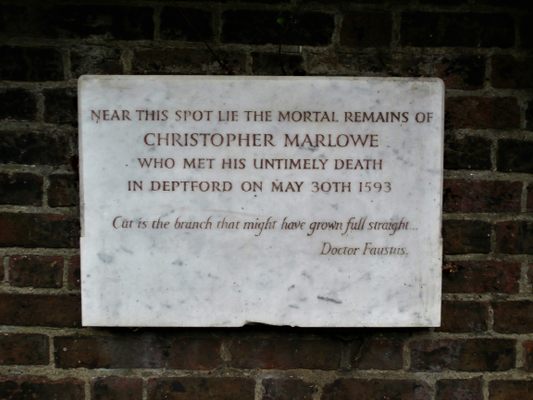 NEAR THIS SPOT LIE THE MORTAL REMAINS OF
CHRISTOPHER MARLOWE
WHO MET HIS UNTIMELY DEATH
IN DEPTFORD ON MAY 30TH 1593
Cut is the branch that might have grown full straight...
Doctor Faustus.